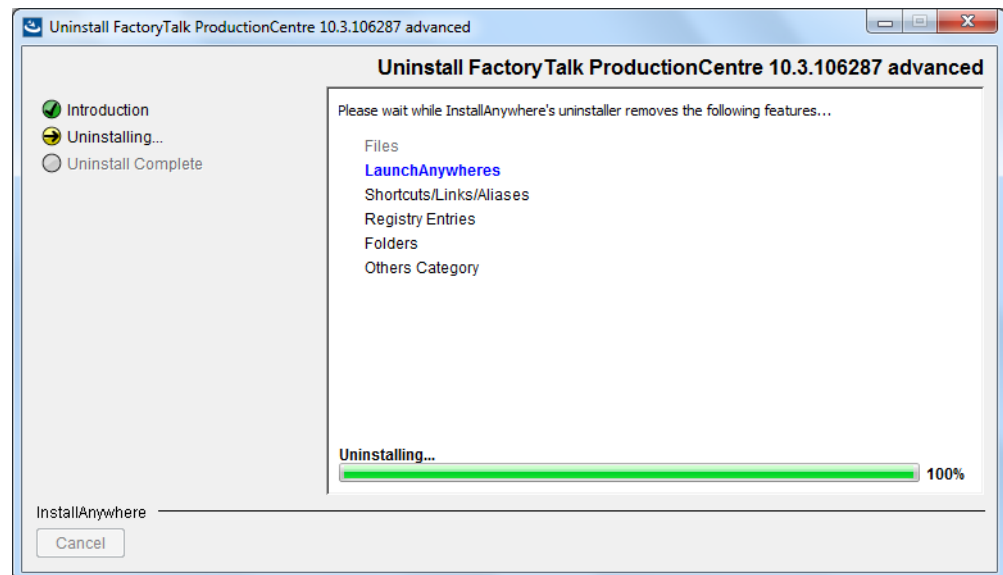 Uninstall FactoryTalk ProductionCentre 10.3.106287 advanced
Uninstall FactoryTalk ProductionCentre 10.3.106287 advanced
Introduction
Uninstalling...
Uninstall Complete
Please wait while InstallAnywhere's uninstaller removes the following features...
Files
LaunchAnywheres
Shortcuts/Links/Aliases
Registry Entries
Folders
Others Category
Uninstalling...
100%
InstallAnywhere
Cancel